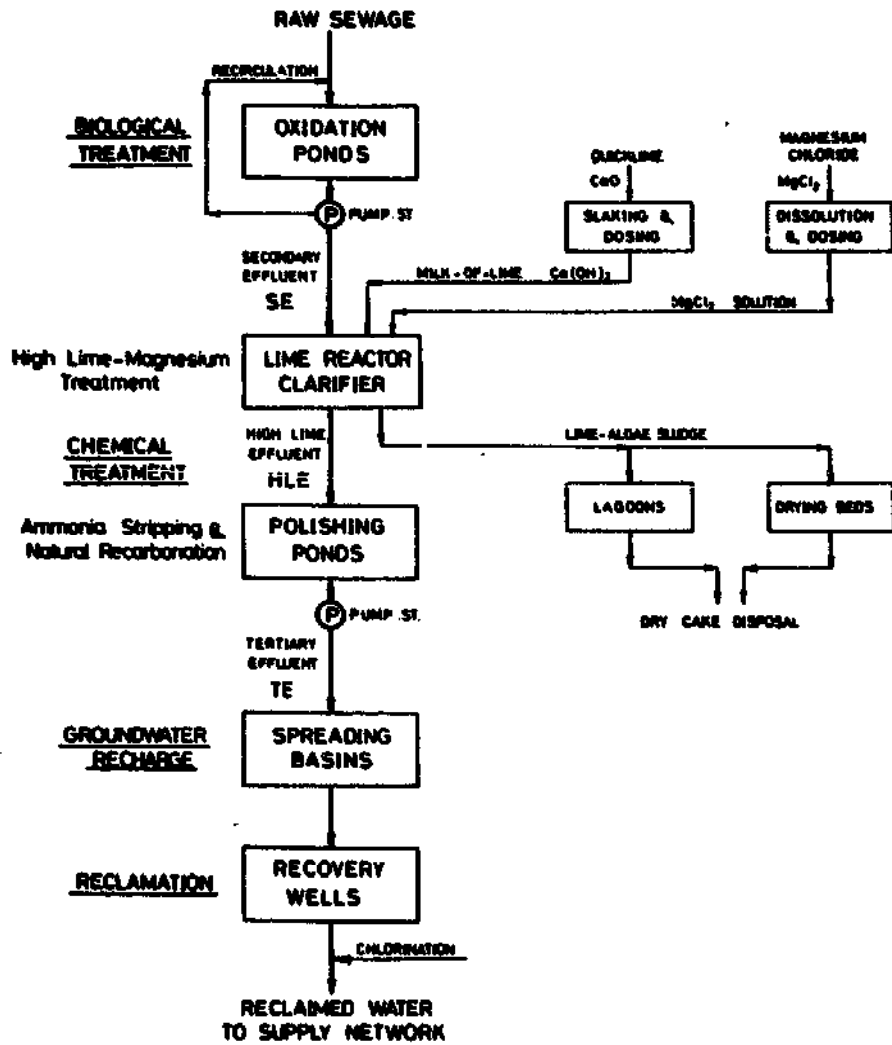 RAW SEWAGE
RECIRCULATION
BIOLOGICAL
TREATMENT
OXIDATION
PONDS
QUICKLIME
CaO
MAGNESIUM
CHLORIDE
MgCl2
P PUMP ST.
SLAKING &
DOSING
DISSOLUTION
& DOSING
SECONDARY
EFFLUENT
SE
MILK-OF-LIME Ca(OH)2
MgCl2 SOLUTION
High Lime-Magnesium
Treatment
LIME REACTOR
CLARIFIER
CHEMICAL
TREATMENT
HIGH LIME
EFFLUENT
HLE
LIME-ALGAE SLUDGE
LAGOONS
DRYING BEDS
Ammonia Stripping &
Natural Recarbonation
POLISHING
PONDS
P PUMP ST.
DRY CAKE DISPOSAL
TERTIARY
EFFLUENT
TE
GROUNDWATER
RECHARGE
SPREADING
BASINS
RECLAMATION
RECOVERY
WELLS
CHLORINATION
RECLAIMED WATER
TO SUPPLY NETWORK